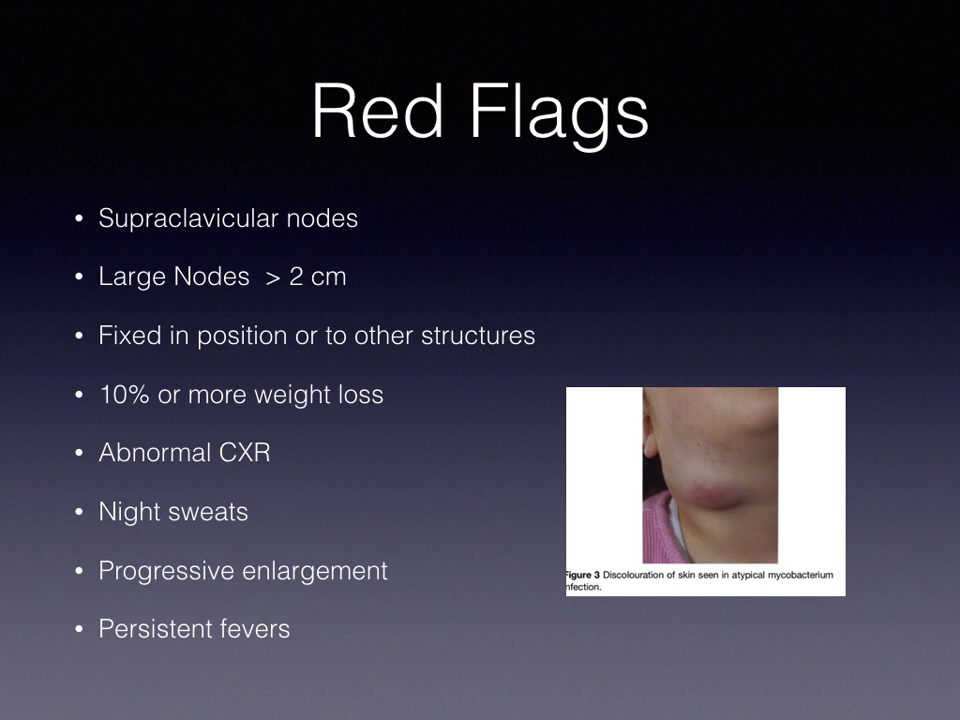 Red Flags
• Supraclavicular nodes
• Large Nodes  > 2 cm
• Fixed in position or to other structures
• 10% or more weight loss
• Abnormal CXR
• Night sweats
• Progressive enlargement
• Persistent fevers
Figure 3 Discolouration of skin seen in atypical mycobacterium
nfection.